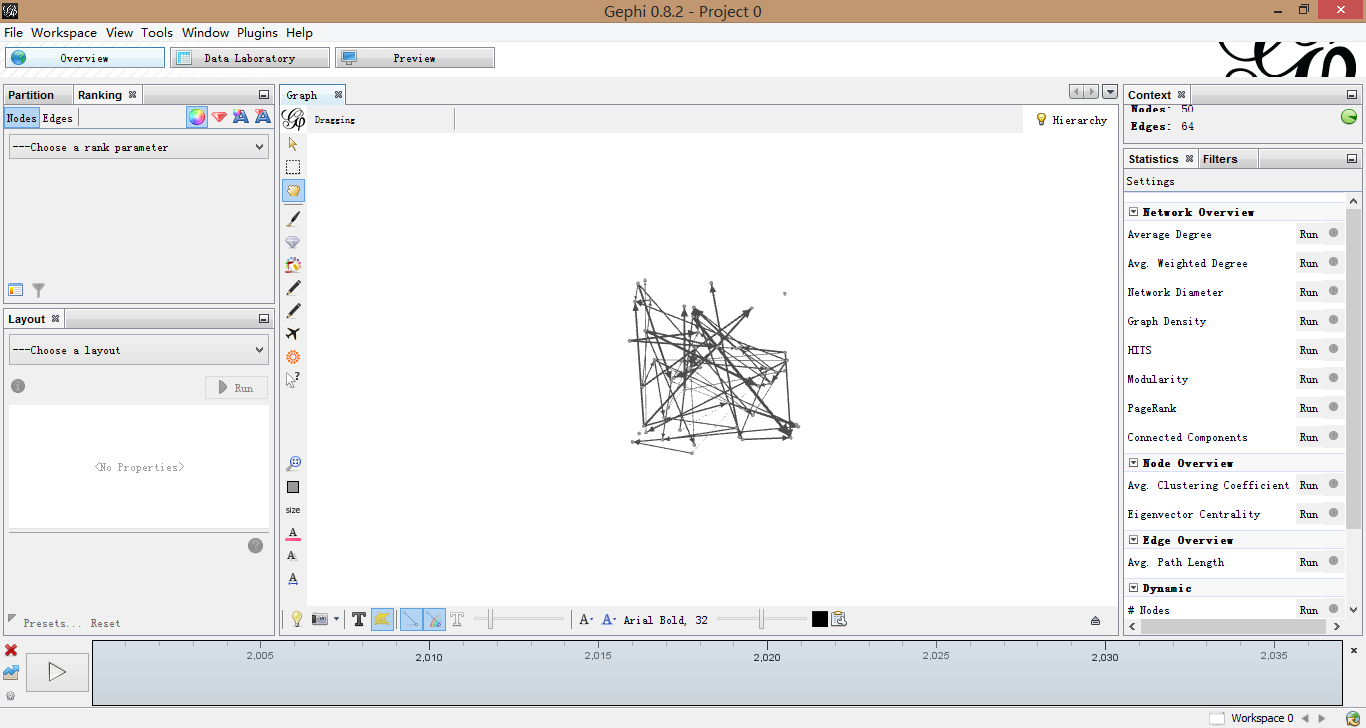 Gephi 0.8.2 - Project 0
File Workspace View Tools Window Plugins Help
Overview Data Laboratory Preview
Partition Ranking
Nodes Edges
---Choose a rank parameter
Layout
---Choose a layout
Run
<No Properties>
Presets... Reset
Graph
Dragging
Hierarchy
size
A
A
A
T T A A Arial Bold, 32
Context
Nodes: 50
Edges: 64
Statistics Filters
Settings
Network Overview
Average Degree Run
Avg. Weighted Degree Run
Network Diameter Run
Graph Density Run
HITS Run
Modularity Run
PageRank Run
Connected Components Run
Node Overview
Avg. Clustering Coefficient Run
Eigenvector Centrality Run
Edge Overview
Avg. Path Length Run
Dynamic
# Nodes Run
2,005 2,010 2,015 2,020 2,025 2,030 2,035
Workspace 0